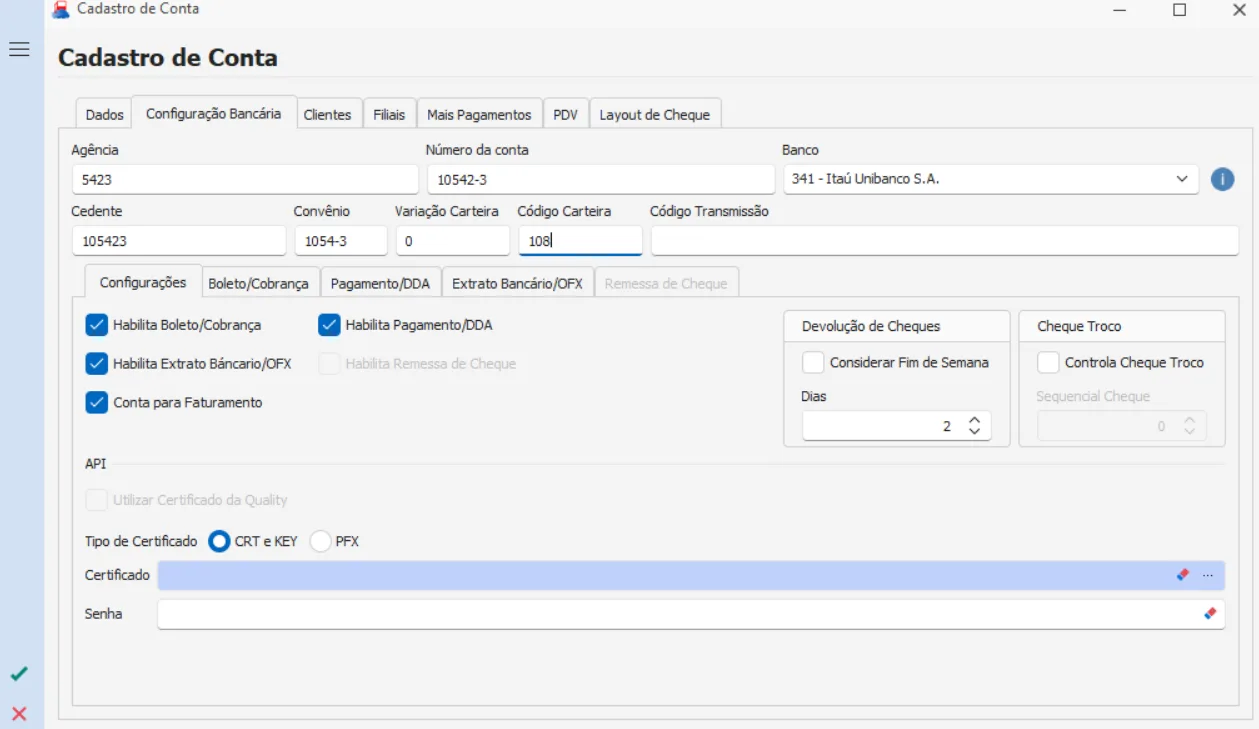 Cadastro de Conta
Cadastro de Conta
Dados Configuração Bancária Clientes Filiais Mais Pagamentos PDV Layout de Cheque
Agência Número da conta Banco
5423 10542-3 341 - Itaú Unibanco S.A.
Cedente Convênio Variação Carteira Código Carteira Código Transmissão
105423 1054-3 0 108
Configurações Boleto/Cobrança Pagamento/DDA Extrato Bancário/OFX Remessa de Cheque
Habilita Boleto/Cobrança Habilita Pagamento/DDA Devolução de Cheques Cheque Troco
Habilita Extrato Báncario/OFX Habilita Remessa de Cheque Considerar Fim de Semana Controla Cheque Troco
Conta para Faturamento Dias Sequencial Cheque
2 0
API
Utilizar Certificado da Quality
Tipo de Certificado CRT e KEY PFX
Certificado ...
Senha